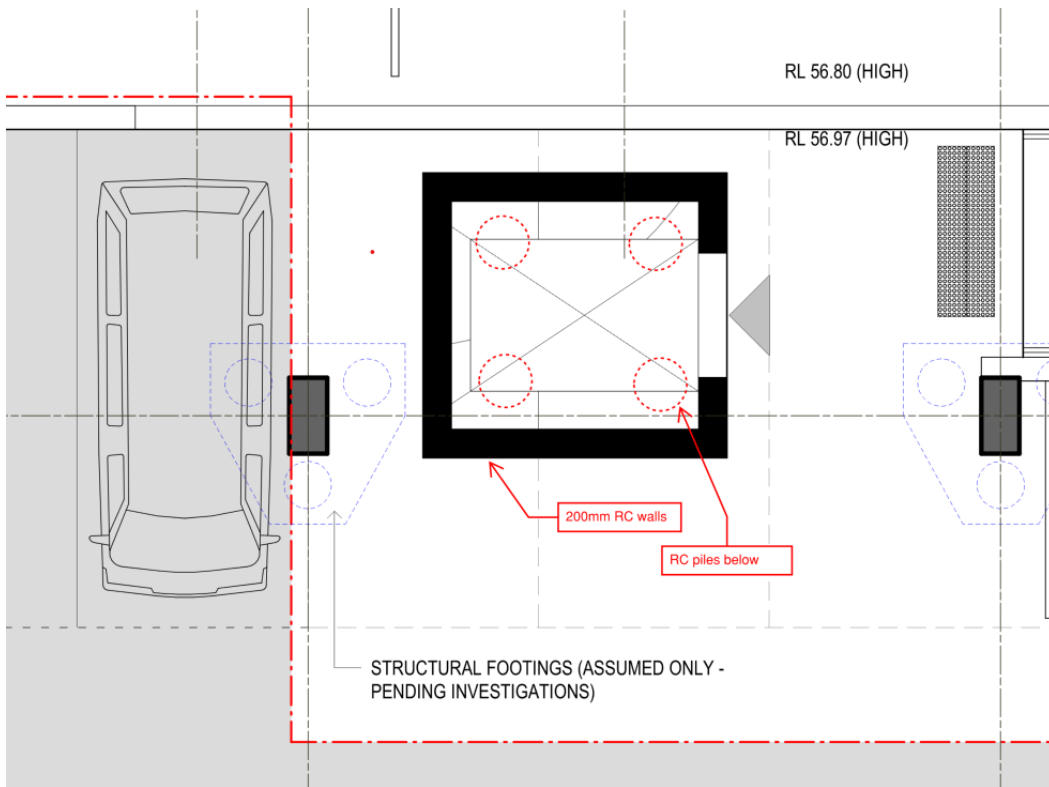 RL 56.80 (HIGH)
RL 56.97 (HIGH)
200mm RC walls
RC piles below
STRUCTURAL FOOTINGS (ASSUMED ONLY -
PENDING INVESTIGATIONS)